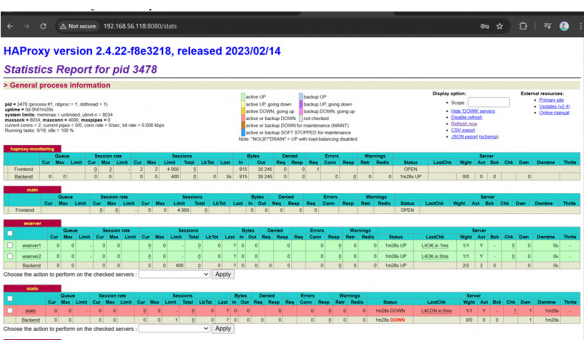 Not secure 192.168.56.118:8080/stats
HAProxy version 2.4.22-f8e3218, released 2023/02/14
Statistics Report for pid 3478
> General process information
pid = 3478 (process #1, nbproc = 1, nbthread = 1)
uptime = 0d 0h01m28s
system limits: memmax = unlimited; ulimit-n = 8034
maxsock = 8034; maxconn = 4000; maxpipes = 0
current conns = 2; current pipes = 0/0; conn rate = 0/sec; bit rate = 0.000 kbps
Running tasks: 0/19; idle = 100 %
active UP backup UP
active UP, going down backup UP, going down
active DOWN, going up backup DOWN, going up
active or backup DOWN not checked
active or backup DOWN for maintenance (MAINT)
active or backup SOFT STOPPED for maintenance
Note: "NOLB"/"DRAIN" = UP with load-balancing disabled.
Display option:
Scope :
Hide 'DOWN' servers
Disable refresh
Refresh now
CSV export
JSON export (schema)
External resources:
Primary site
Updates (v2.4)
Online manual
haproxy-monitoring
Queue Session rate Sessions Bytes Denied Errors Warnings Server
Cur Max Limit Cur Max Limit Cur Max Limit Total LbTot Last In Out Req Resp Req Conn Resp Retr Redis Status LastChk Wght Act Bck Chk Dwn Dwntme Thrtle
Frontend 0 3 - 2 2 4 000 5 915 35 245 0 0 1 OPEN
Backend 0 0 0 0 0 0 400 0 0 0s 915 35 245 0 0 0 0 0 0 1m28s UP 0/0 0 0 0
main
Queue Session rate Sessions Bytes Denied Errors Warnings Server
Cur Max Limit Cur Max Limit Cur Max Limit Total LbTot Last In Out Req Resp Req Conn Resp Retr Redis Status LastChk Wght Act Bck Chk Dwn Dwntme Thrtle
Frontend 0 0 - 0 0 4 000 0 0 0 0 0 0 OPEN
Queue Session rate Sessions Bytes Denied Errors Warnings Server
Cur Max Limit Cur Max Limit Cur Max Limit Total LbTot Last In Out Req Resp Req Conn Resp Retr Redis Status LastChk Wght Act Bck Chk Dwn Dwntme Thrtle
0 0 - 0 0 0 0 - 0 0 ? 0 0 0 0 0 0 0 1m28s UP L4OK in 1ms 1/1 Y - 0 0 0s -
0 0 - 0 0 0 0 - 0 0 ? 0 0 0 0 0 0 0 1m28s UP L4OK in 0ms 1/1 Y - 0 0 0s -
Backend 0 0 0 0 0 0 400 0 0 ? 0 0 0 0 0 0 0 0 1m28s UP 2/2 2 0 0 0s
Choose the action to perform on the checked servers : Apply
static
Queue Session rate Sessions Bytes Denied Errors Warnings Server
Cur Max Limit Cur Max Limit Cur Max Limit Total LbTot Last In Out Req Resp Req Conn Resp Retr Redis Status LastChk Wght Act Bck Chk Dwn Dwntme Thrtle
static 0 0 - 0 0 0 0 - 0 0 ? 0 0 0 0 0 0 0 1m28s DOWN L4CON in 0ms 1/1 Y - 1 1 1m28s -
Backend 0 0 0 0 0 0 1 0 0 ? 0 0 0 0 0 0 0 0 1m28s DOWN 0/0 0 0 1 1m28s
Choose the action to perform on the checked servers : Apply